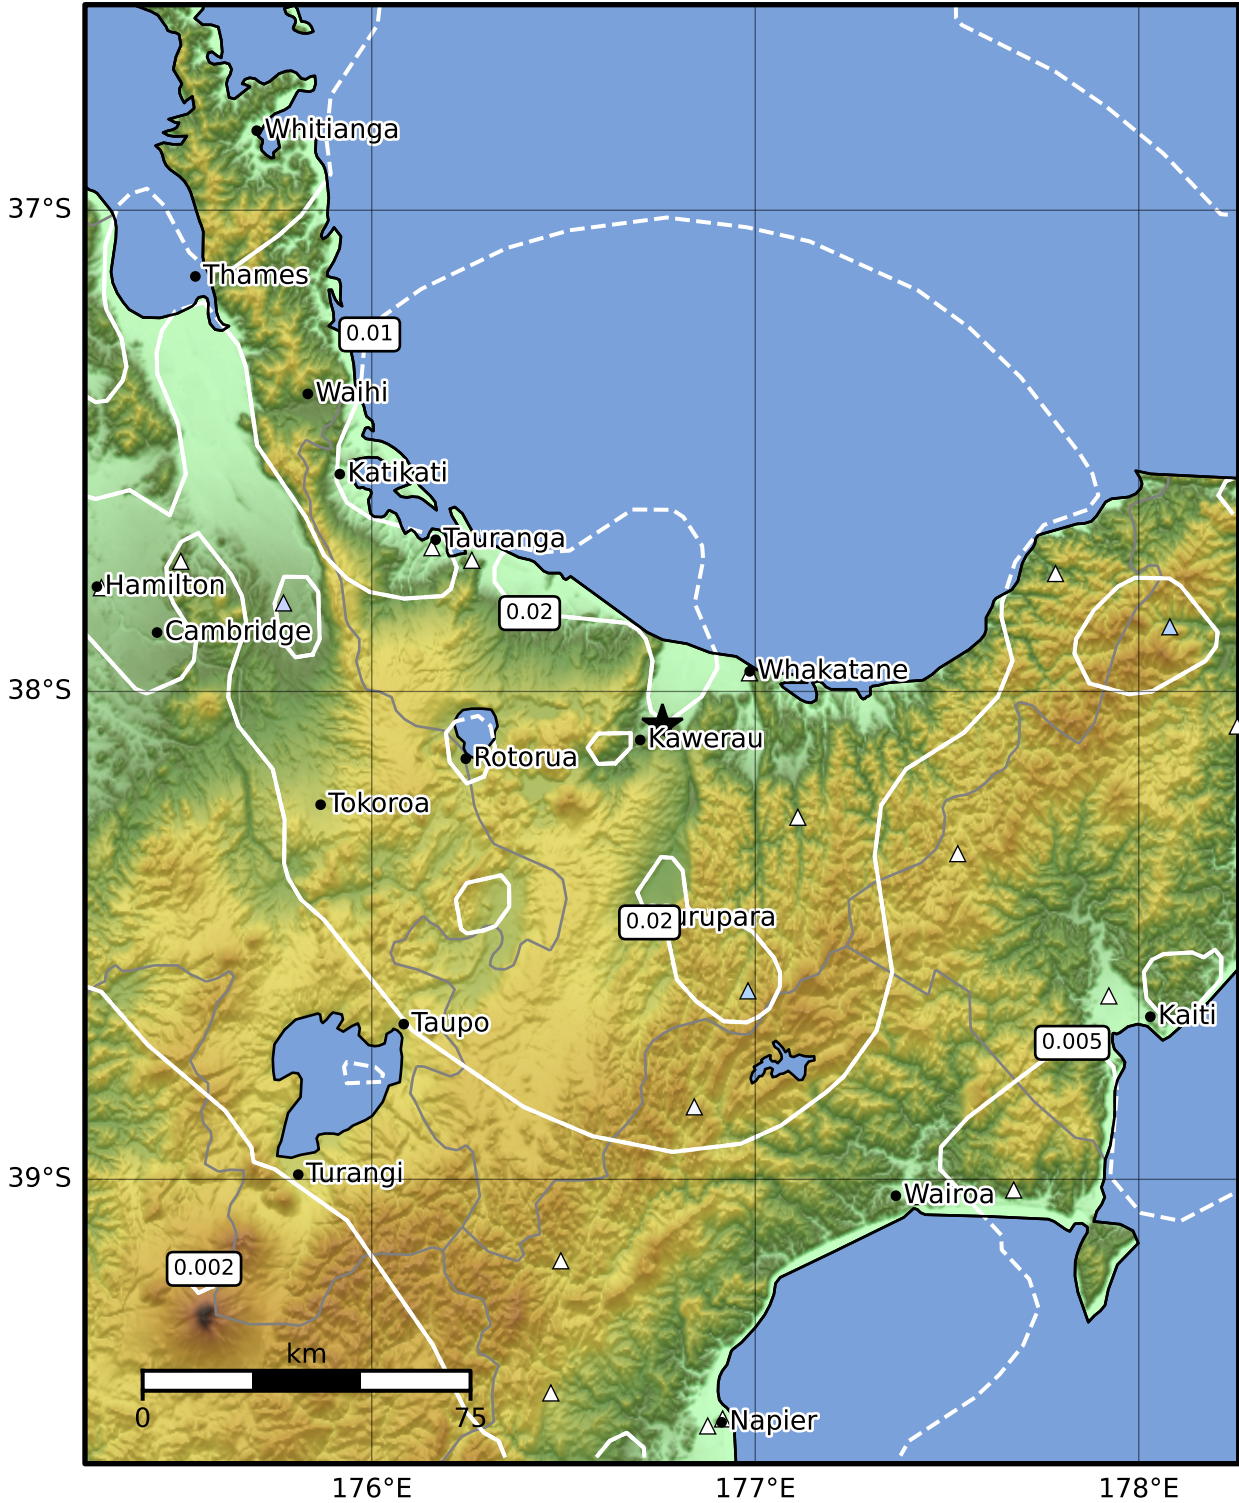 Whitianga
37°S
Thames
0.01
Waihi
Katikati
Tauranga
Hamilton
0.02
Cambridge
Whakatane
38°S
Kawerau
Rotorua
Tokoroa
0.02
urupara
Taupo
Kaiti
0.005
39°S
Turangi
Wairoa
0.002
km
0
75
Napier
176°E
177°E
178°E